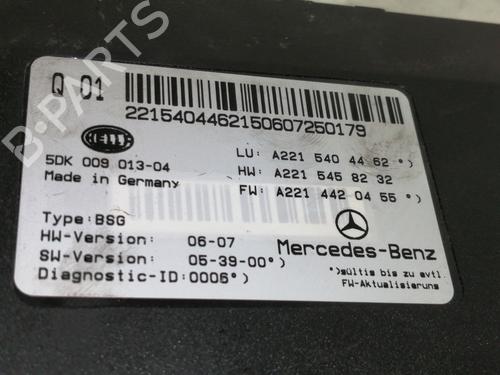 Q 01
2215404462150607250179
HELLA
5DK 009 013-04
Made in Germany
LU: A221 540 44 62*)
HW: A221 545 82 32
FW: A221 442 04 55*)
Type:BSG
HW-Version: 06-07
SW-Version: 05-39-00*)
Diagnostic-ID:0006*)
Mercedes-Benz
*)gültig bis zu evtl.
FW-Aktualisierung
B-PARTS